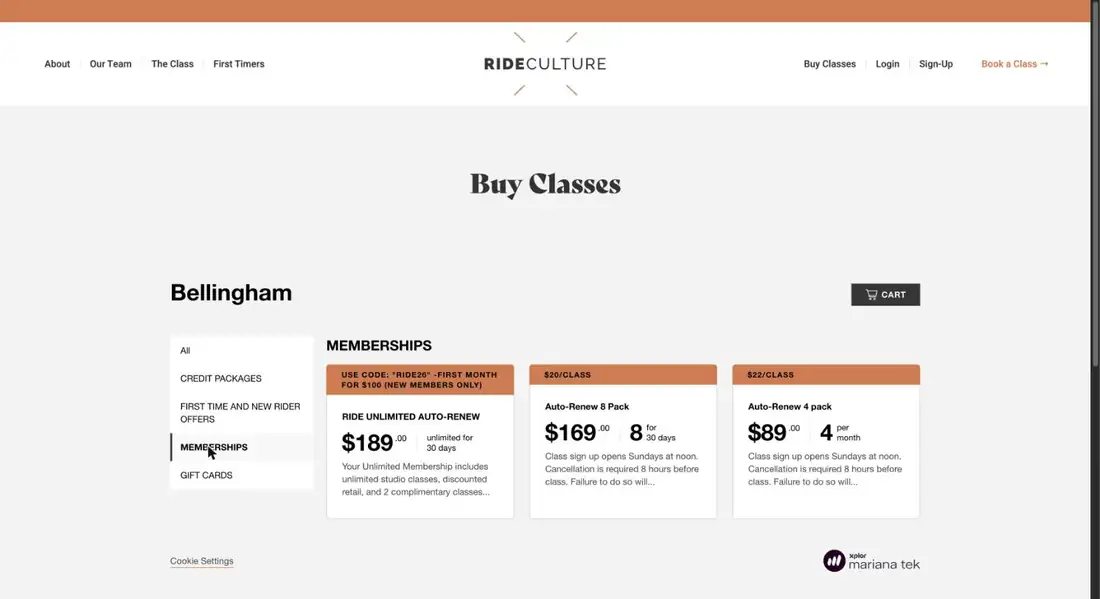 About
Our Team
The Class
First Timers
RIDECULTURE
Buy Classes
Login
Sign-Up
Book a Class →
Buy Classes
Bellingham
CART
All
CREDIT PACKAGES
FIRST TIME AND NEW RIDER
OFFERS
MEMBERSHIPS
GIFT CARDS
MEMBERSHIPS
USE CODE: "RIDE26" -FIRST MONTH
FOR $100 (NEW MEMBERS ONLY)
RIDE UNLIMITED AUTO-RENEW
$189.00
unlimited for
30 days
Your Unlimited Membership includes
unlimited studio classes, discounted
retail, and 2 complimentary classes...
$20/CLASS
Auto-Renew 8 Pack
$169.00
8 for
30 days
Class sign up opens Sundays at noon.
Cancellation is required 8 hours before
class. Failure to do so will...
$22/CLASS
Auto-Renew 4 pack
$89.00
4 per
month
Class sign up opens Sundays at noon.
Cancellation is required 8 hours before
class. Failure to do so will...
Cookie Settings
xplor
mariana tek